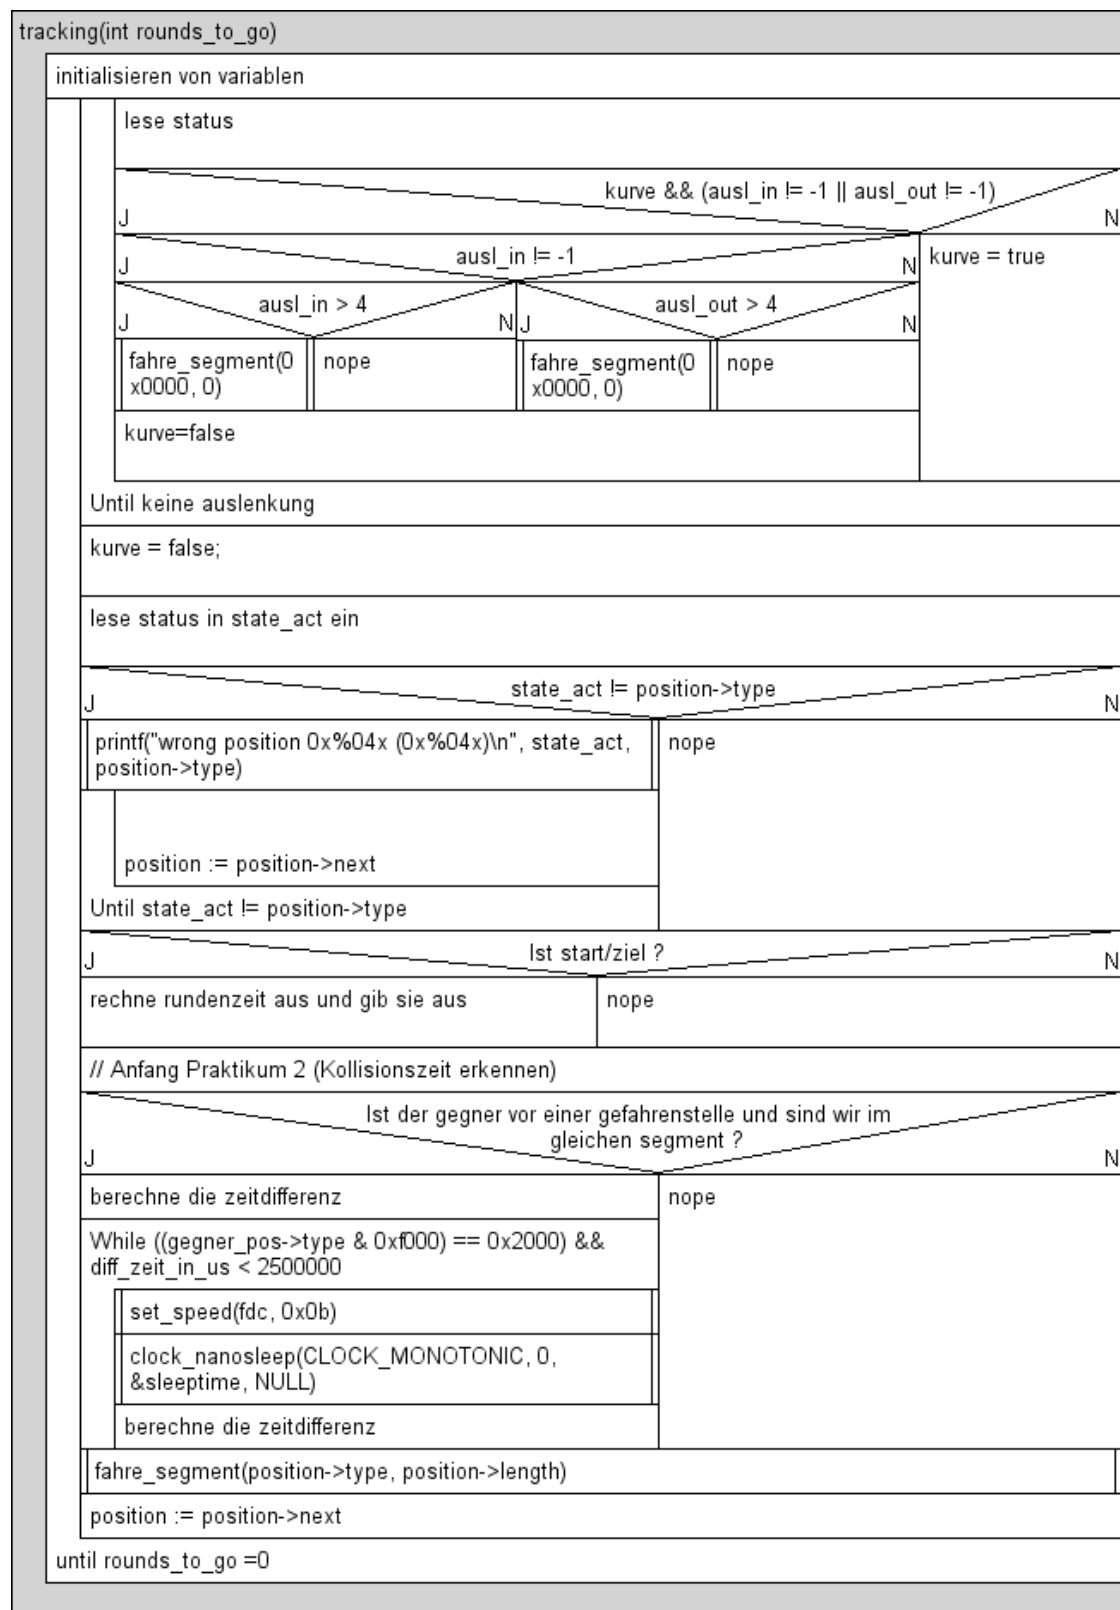 tracking(int rounds_to_go)
initialisieren von variablen
lese status
kurve && (ausl_in != -1 || ausl_out != -1)
J
N
ausl_in != -1
J
N
kurve = true
ausl_in > 4
J
N
ausl_out > 4
J
N
fahre_segment(0
x0000, 0)
nope
fahre_segment(0
x0000, 0)
nope
kurve=false
Until keine auslenkung
kurve = false;
lese status in state_act ein
state_act != position->type
J
N
printf("wrong position 0x%04x (0x%04x)\n", state_act,
position->type)
nope
position := position->next
Until state_act != position->type
Ist start/ziel ?
J
N
rechne rundenzeit aus und gib sie aus
nope
// Anfang Praktikum 2 (Kollisionszeit erkennen)
Ist der gegner vor einer gefahrenstelle und sind wir im
gleichen segment ?
J
N
berechne die zeitdifferenz
nope
While ((gegner_pos->type & 0xf000) == 0x2000) &&
diff_zeit_in_us < 2500000
set_speed(fdc, 0x0b)
clock_nanosleep(CLOCK_MONOTONIC, 0,
&sleeptime, NULL)
berechne die zeitdifferenz
fahre_segment(position->type, position->length)
position := position->next
until rounds_to_go =0